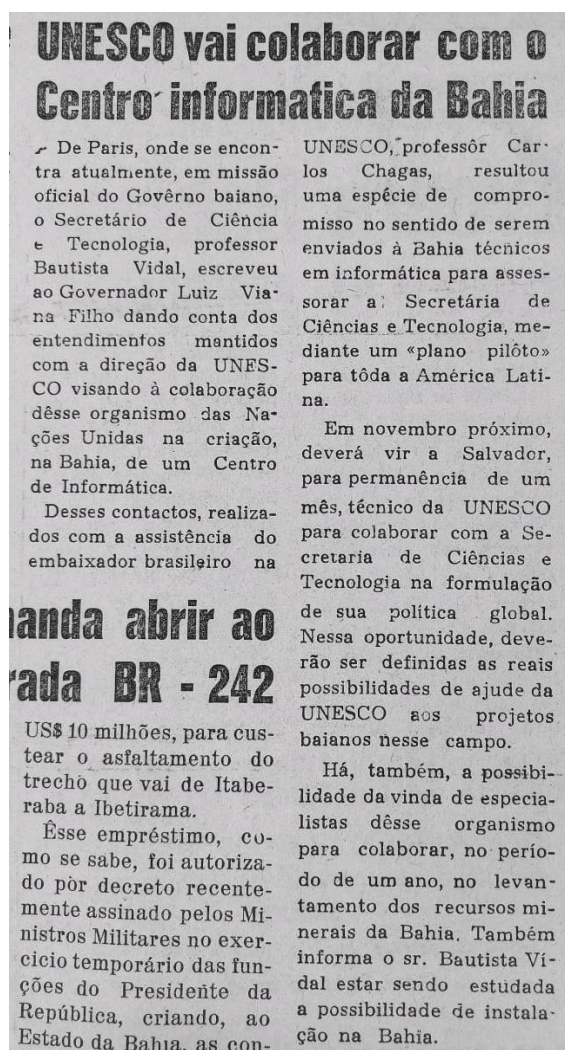 UNESCO vai colaborar com o
Centro informatica da Bahia
De Paris, onde se encon-
tra atualmente, em missão
oficial do Govêrno baiano,
o Secretário de Ciência
e Tecnologia, professor
Bautista Vidal, escreveu
ao Governador Luiz Via-
na Filho dando conta dos
entendimentos mantidos
com a direção da UNES-
CO visando à colaboração
dêsse organismo das Na-
ções Unidas na criação,
na Bahia, de um Centro
de Informática.
Desses contactos, realiza-
dos com a assistência do
embaixador brasileiro na
UNESCO, professôr Car-
los Chagas, resultou
uma espécie de compro-
misso no sentido de serem
enviados à Bahia técnicos
em informática para asses-
sorar a Secretária de
Ciências e Tecnologia, me-
diante um «plano pilôto»
para tôda a América Lati-
na.
Em novembro próximo,
deverá vir a Salvador,
para permanência de um
mês, técnico da UNESCO
para colaborar com a Se-
cretaria de Ciências e
Tecnologia na formulação
de sua política global.
Nessa oportunidade, deve-
rão ser definidas as reais
possibilidades de ajude da
UNESCO aos projetos
baianos nesse campo.
Há, também, a possibi-
lidade da vinda de especia-
listas dêsse organismo
para colaborar, no perío-
do de um ano, no levan-
tamento dos recursos mi-
nerais da Bahia. Também
informa o sr. Bautista Ví-
dal estar sendo estudada
a possibilidade de instala-
ção na Bahia.
anda abrir ao
rada BR - 242
US$ 10 milhões, para cus-
tear o asfaltamento do
trecho que vai de Itabe-
raba a Ibetirama.
Êsse empréstimo, co-
mo se sabe, foi autoriza-
do por decreto recente-
mente assinado pelos Mi-
nistros Militares no exer-
cicio temporário das fun-
ções do Presidente da
República, criando, ao
Estado da Bahia, as con-